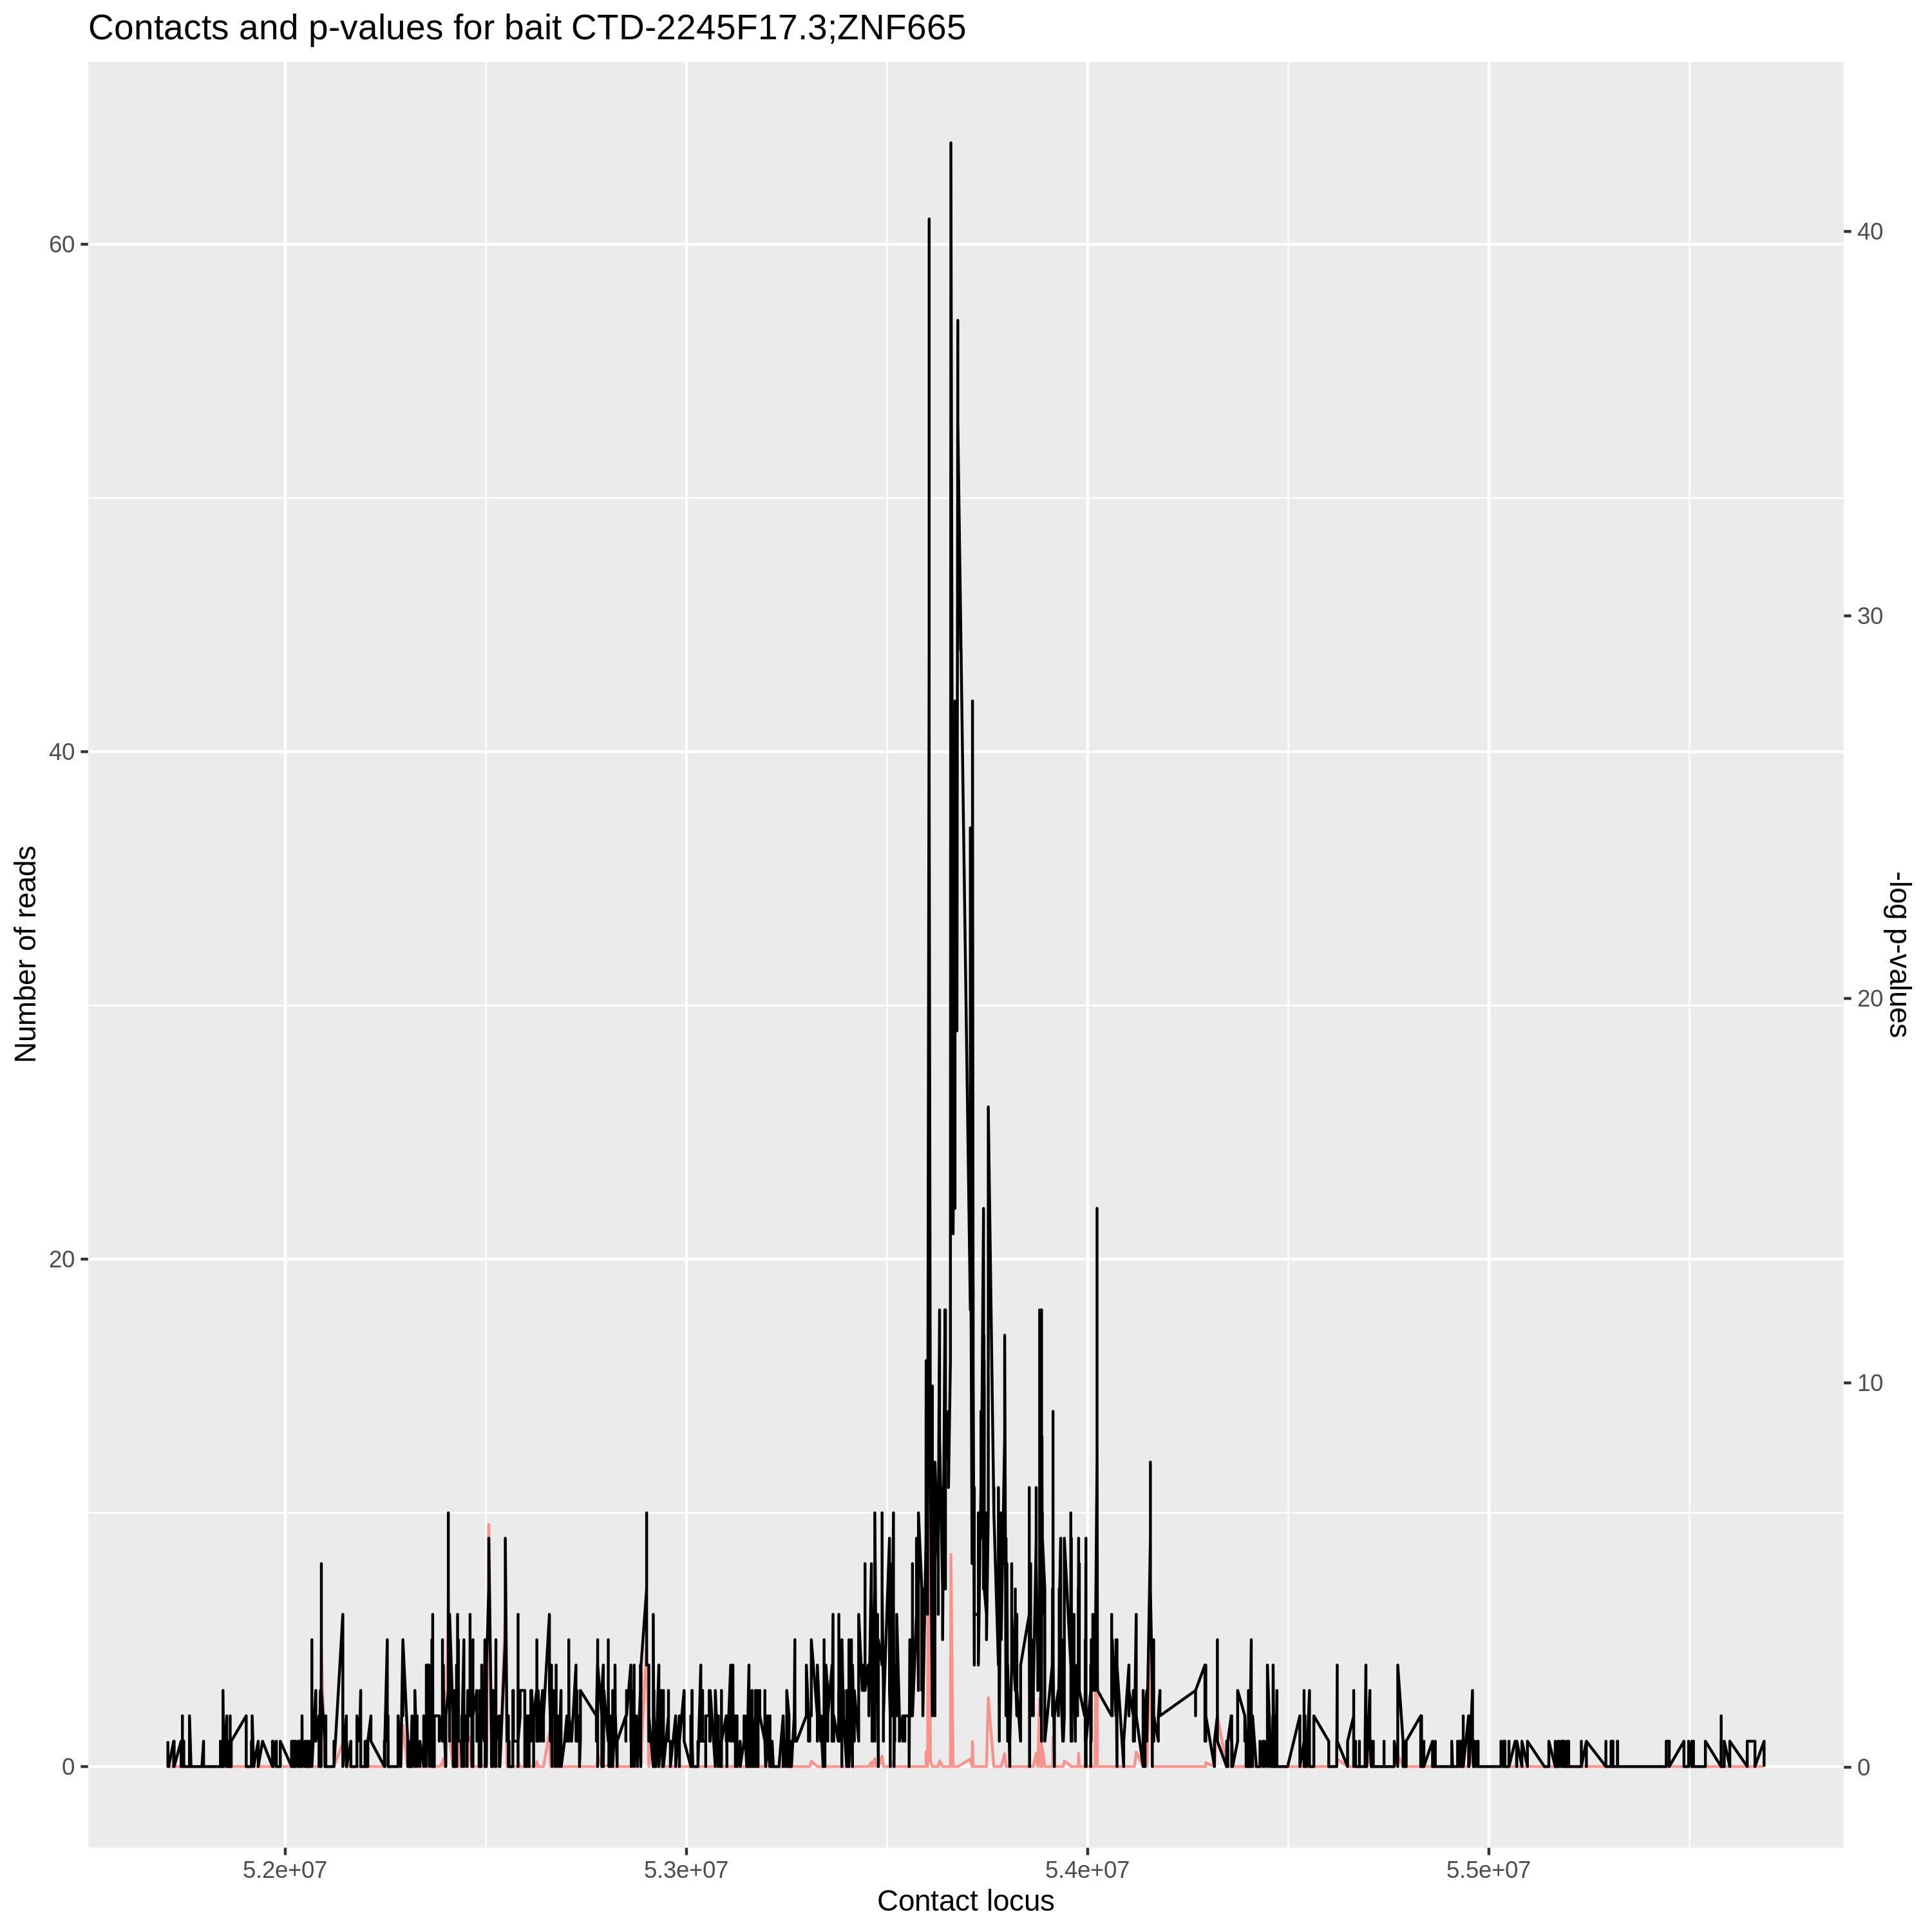 Contacts and p-values for bait CTD-2245F17.3;ZNF665
60
40
20
0
Number of reads
40
30
20
10
0
-log p-values
5.2e+07
5.3e+07
5.4e+07
5.5e+07
Contact locus